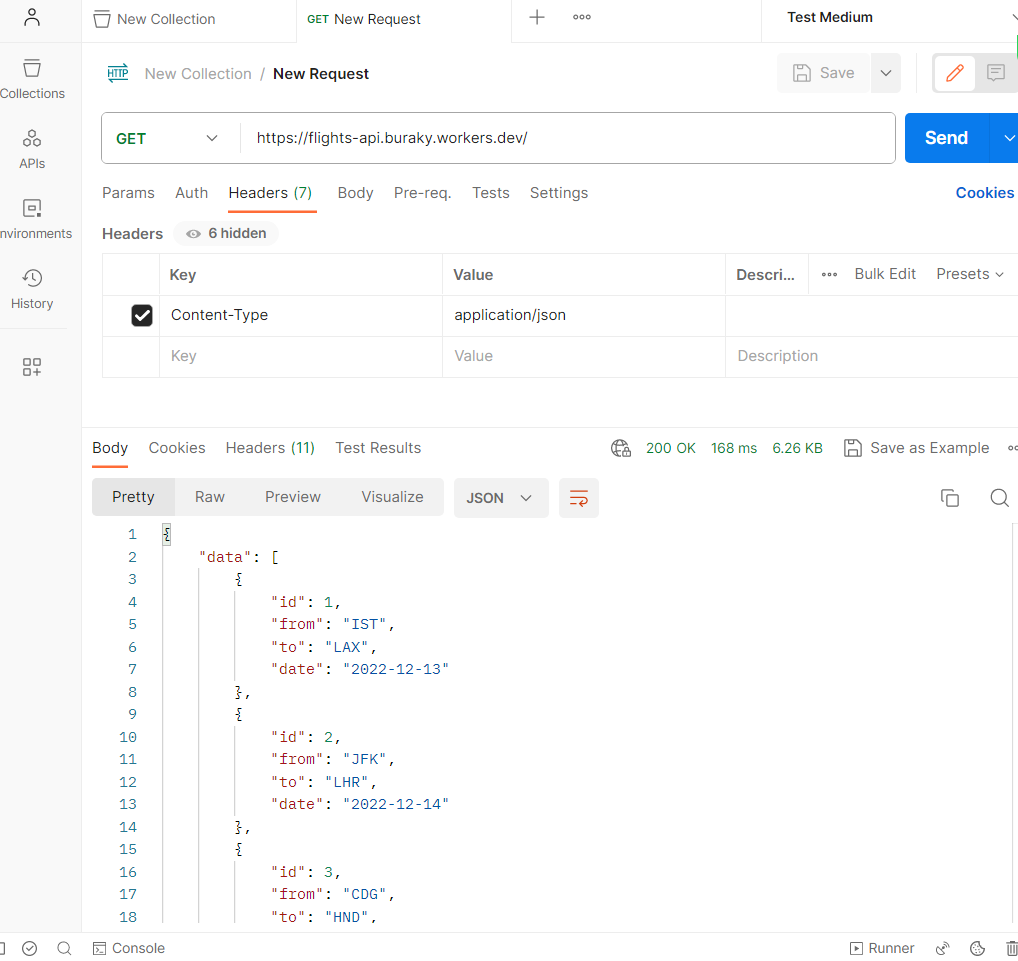 New Collection GET New Request Test Medium
HTTP New Collection / New Request Save
Collections
GET https://flights-api.buraky.workers.dev/ Send
APIs
Params Auth Headers (7) Body Pre-req. Tests Settings Cookies
nvironments
Headers 6 hidden
Key Value Descri... Bulk Edit Presets
History
Content-Type application/json
Key Value Description
Body Cookies Headers (11) Test Results 200 OK 168 ms 6.26 KB Save as Example
Pretty Raw Preview Visualize JSON
1 {
2 "data": [
3 {
4 "id": 1,
5 "from": "IST",
6 "to": "LAX",
7 "date": "2022-12-13"
8 },
9 {
10 "id": 2,
11 "from": "JFK",
12 "to": "LHR",
13 "date": "2022-12-14"
14 },
15 {
16 "id": 3,
17 "from": "CDG",
18 "to": "HND",
Console Runner